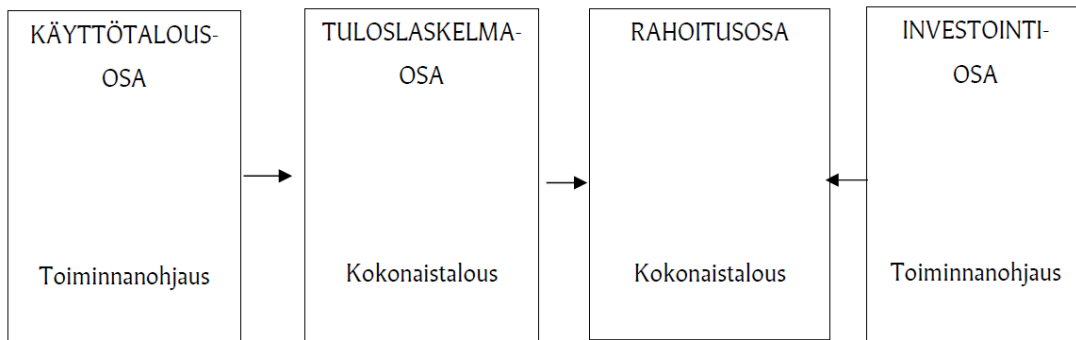 KÄYTTÖTALOUS-
OSA
Toiminnanohjaus
TULOSLASKELMA-
OSA
Kokonaistalous
RAHOITUSOSA
Kokonaistalous
INVESTOINTI-
OSA
Toiminnanohjaus